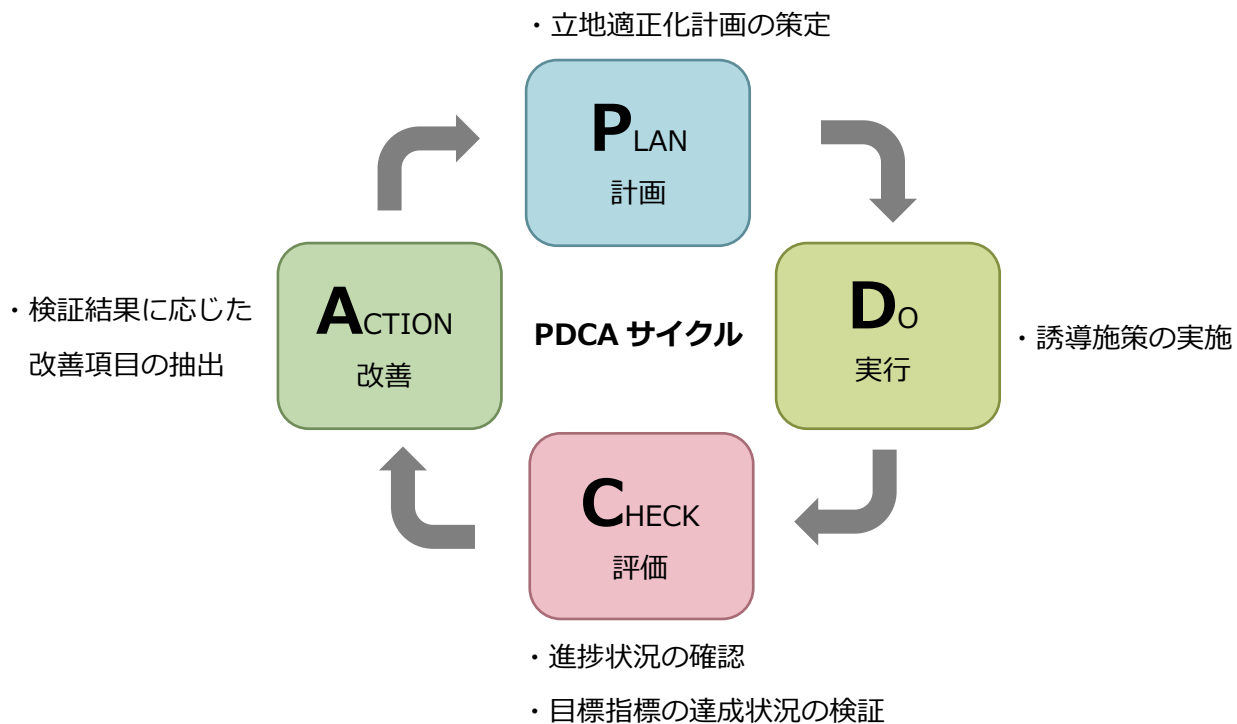 ・立地適正化計画の策定
PLAN
計画
・検証結果に応じた
改善項目の抽出
ACTION
改善
PDCA サイクル
DO
実行
・誘導施策の実施
CHECK
評価
・進捗状況の確認
・目標指標の達成状況の検証